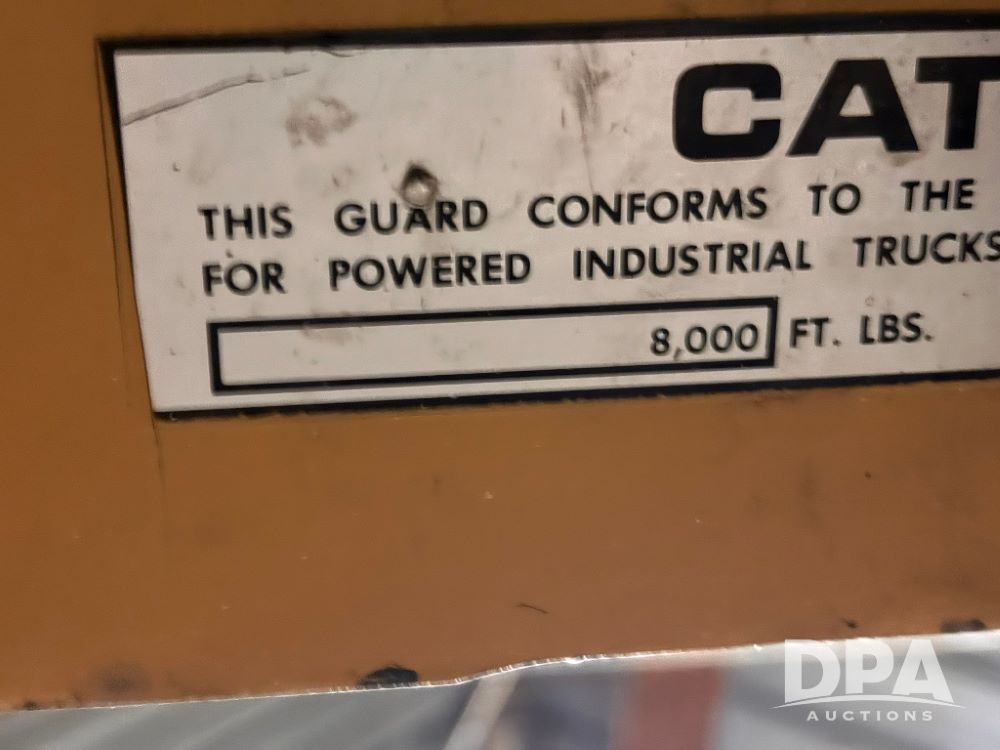 CAT
THIS GUARD CONFORMS TO THE
FOR POWERED INDUSTRIAL TRUCKS
8,000 FT. LBS.
DPA
AUCTIONS